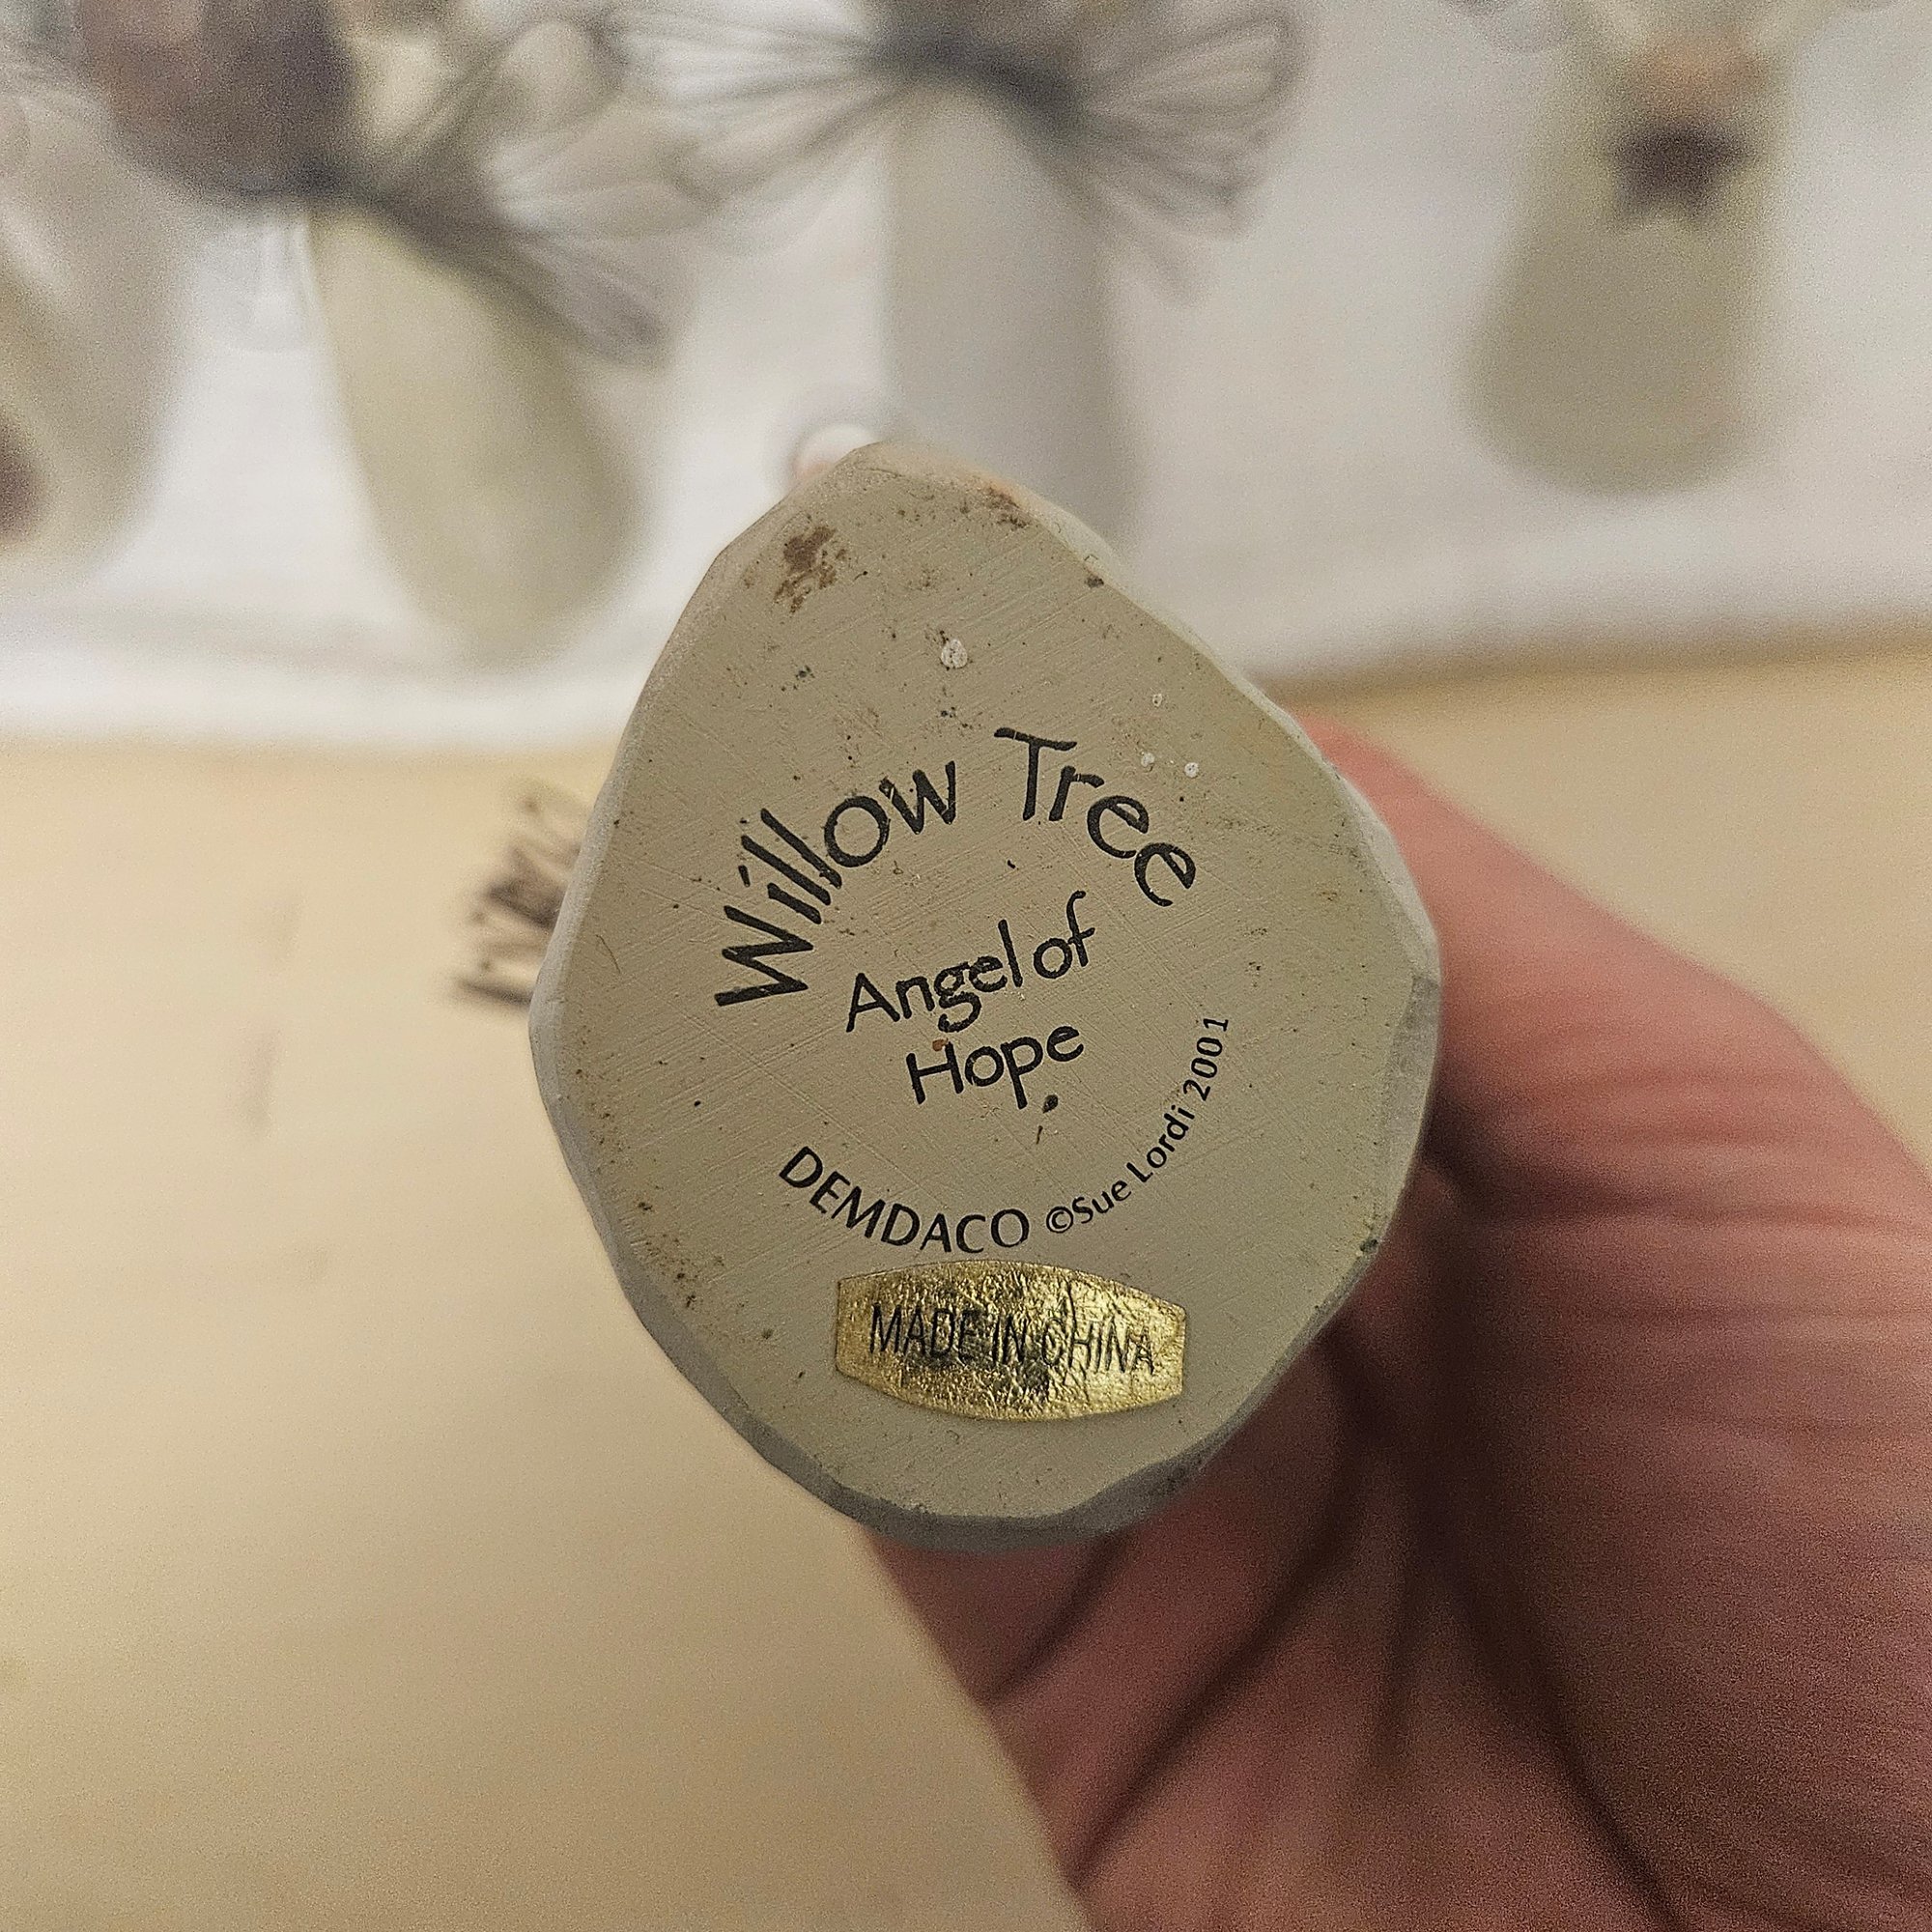 Willow Tree
Angel of
Hope
DEMDACO ©Sue Lordi 2001
MADE IN CHINA